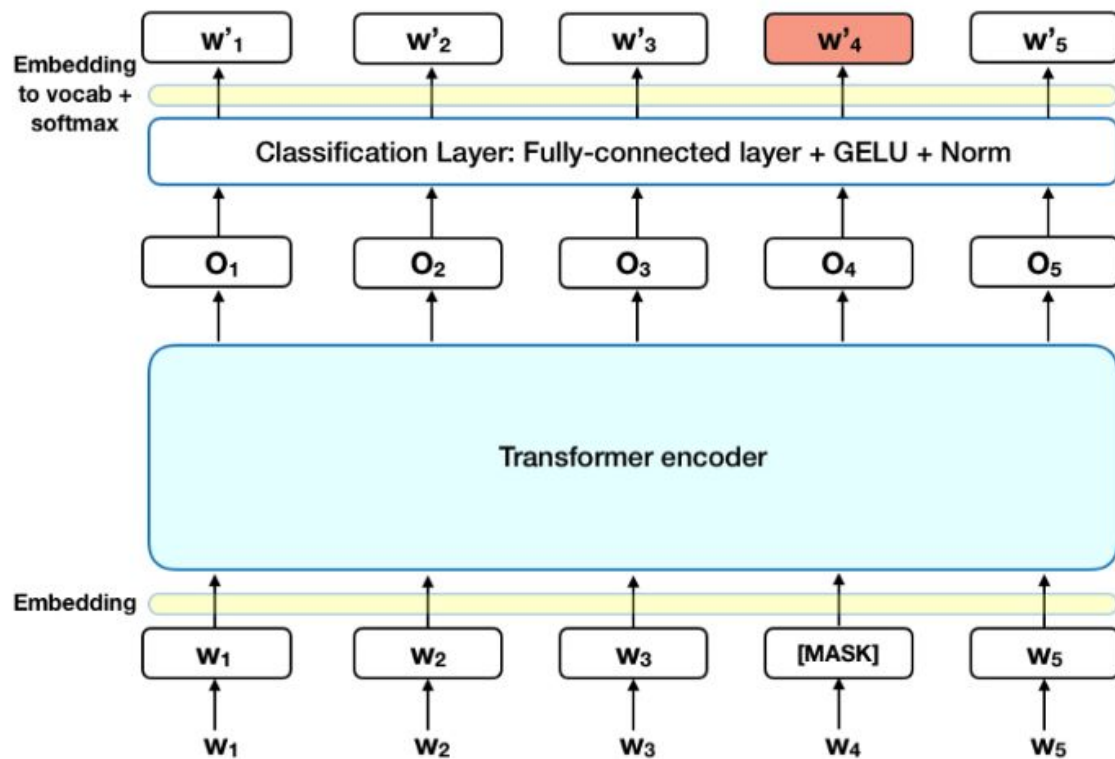 W'₁ W'₂ W'₃ W'₄ W'₅
Embedding
to vocab +
softmax
Classification Layer: Fully-connected layer + GELU + Norm
O₁ O₂ O₃ O₄ O₅
Transformer encoder
Embedding
W₁ W₂ W₃ [MASK] W₅
W₁ W₂ W₃ W₄ W₅